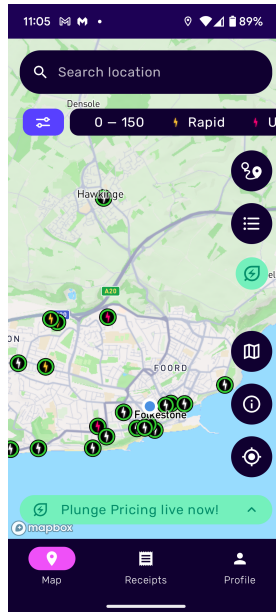 11:05
89%
Search location
Densole
0 – 150
Rapid
U
Hawkinge
A20
ON
FOORD
Folkestone
Plunge Pricing live now!
mapbox
Map
Receipts
Profile